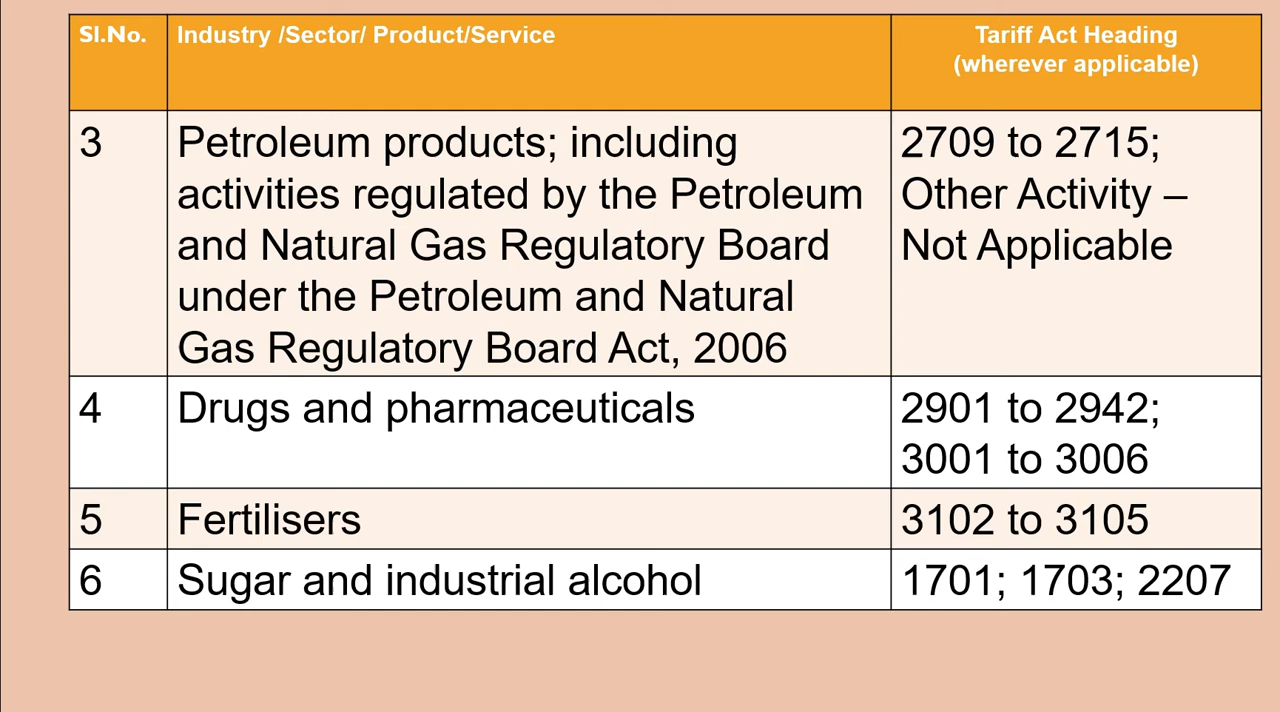 Sl.No.
Industry /Sector/ Product/Service
Tariff Act Heading
(wherever applicable)
3
Petroleum products; including
activities regulated by the Petroleum
and Natural Gas Regulatory Board
under the Petroleum and Natural
Gas Regulatory Board Act, 2006
2709 to 2715;
Other Activity –
Not Applicable
4
Drugs and pharmaceuticals
2901 to 2942;
3001 to 3006
5
Fertilisers
3102 to 3105
6
Sugar and industrial alcohol
1701; 1703; 2207